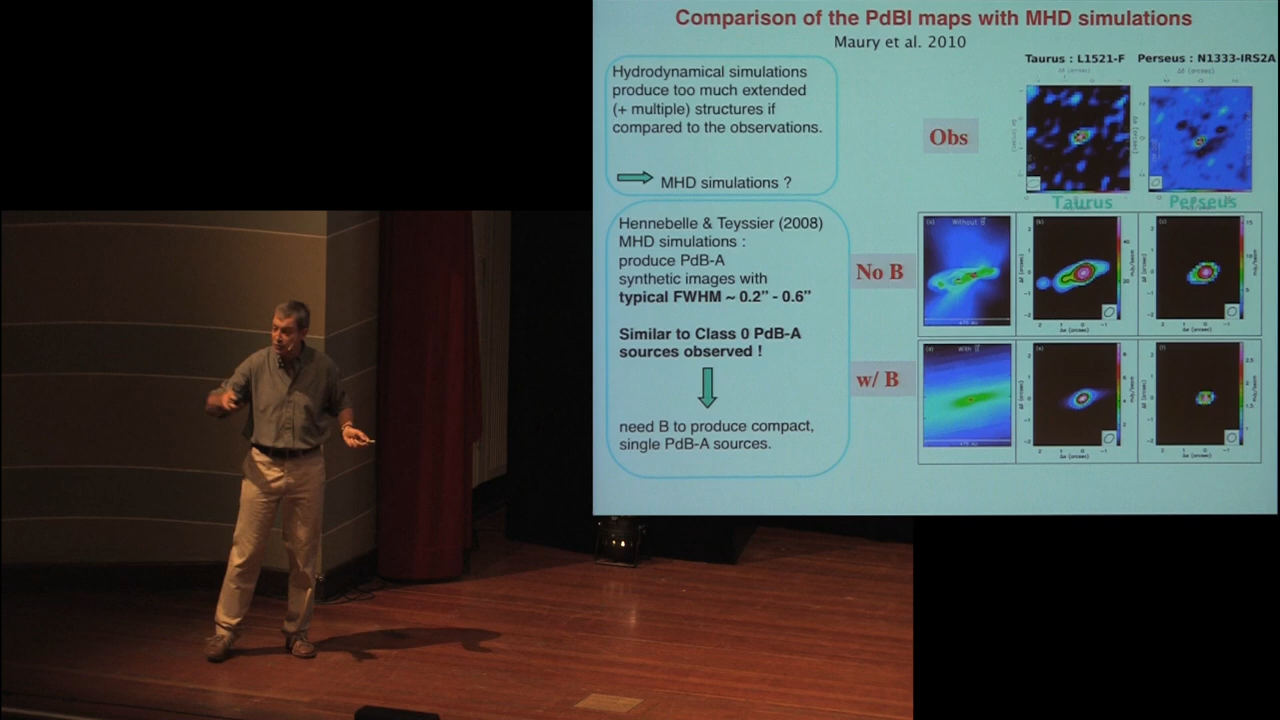 Comparison of the PdBI maps with MHD simulations
Maury et al. 2010
Hydrodynamical simulations
produce too much extended
(+ multiple) structures if
compared to the observations.
MHD simulations ?
Hennebelle & Teyssier (2008)
MHD simulations :
produce PdB-A
synthetic images with
typical FWHM ~ 0.2” - 0.6”
Similar to Class 0 PdB-A
sources observed !
need B to produce compact,
single PdB-A sources.
Taurus : L1521-F
Perseus : N1333-IRS2A
Obs
Taurus
Perseus
No B
w/ B